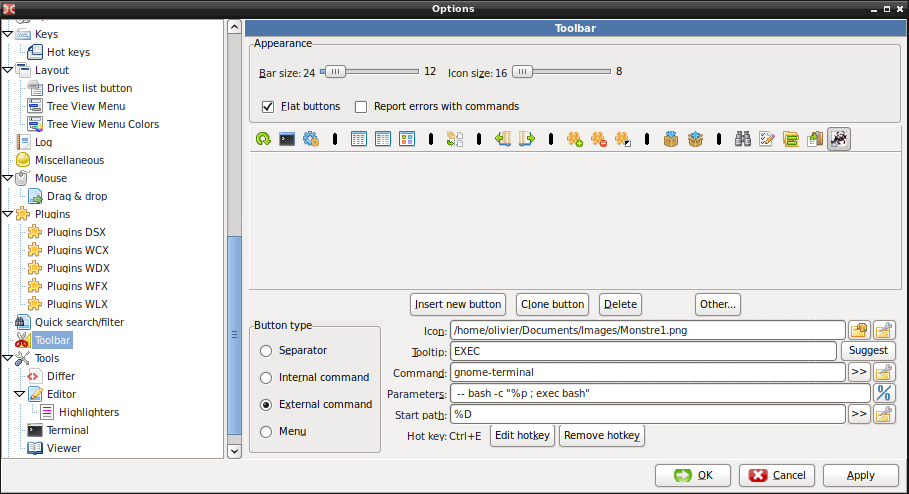 Options
Keys
Hot keys
Layout
Drives list button
Tree View Menu
Tree View Menu Colors
Log
Miscellaneous
Mouse
Drag & drop
Plugins
Plugins DSX
Plugins WCX
Plugins WDX
Plugins WFX
Plugins WLX
Quick search/filter
Toolbar
Tools
Differ
Editor
Highlighters
Terminal
Viewer
Toolbar
Appearance
Bar size: 24 12 Icon size: 16 8
Flat buttons Report errors with commands
Insert new button Clone button Delete Other...
Button type
Separator
Internal command
External command
Menu
Icon: /home/olivier/Documents/Images/Monstre1.png
Tooltip: EXEC Suggest
Command: gnome-terminal >>
Parameters: -- bash -c "%p ; exec bash" %
Start path: %D >>
Hot key: Ctrl+E Edit hotkey Remove hotkey
OK Cancel Apply